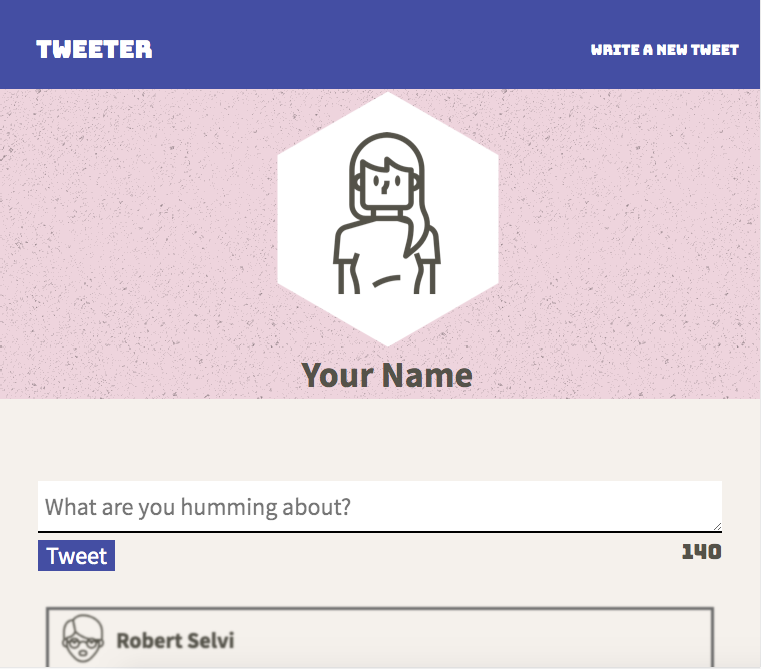 TWEETER
WRITE A NEW TWEET
Your Name
What are you humming about?
Tweet
140
Robert Selvi